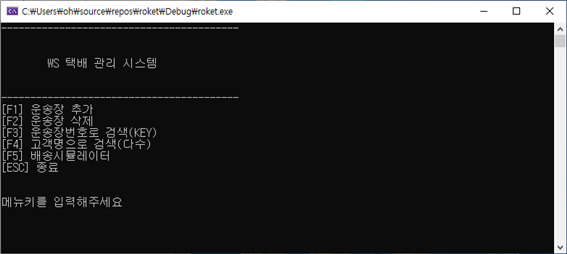 C:₩Users₩oh₩source₩repos₩roket₩Debug₩roket.exe
----------------------------------------
WS 택배 관리 시스템
----------------------------------------
[F1] 운송장 추가
[F2] 운송장 삭제
[F3] 운송장번호로 검색(KEY)
[F4] 고객명으로 검색(다수)
[F5] 배송시뮬레이터
[ESC] 종료
메뉴키를 입력해주세요